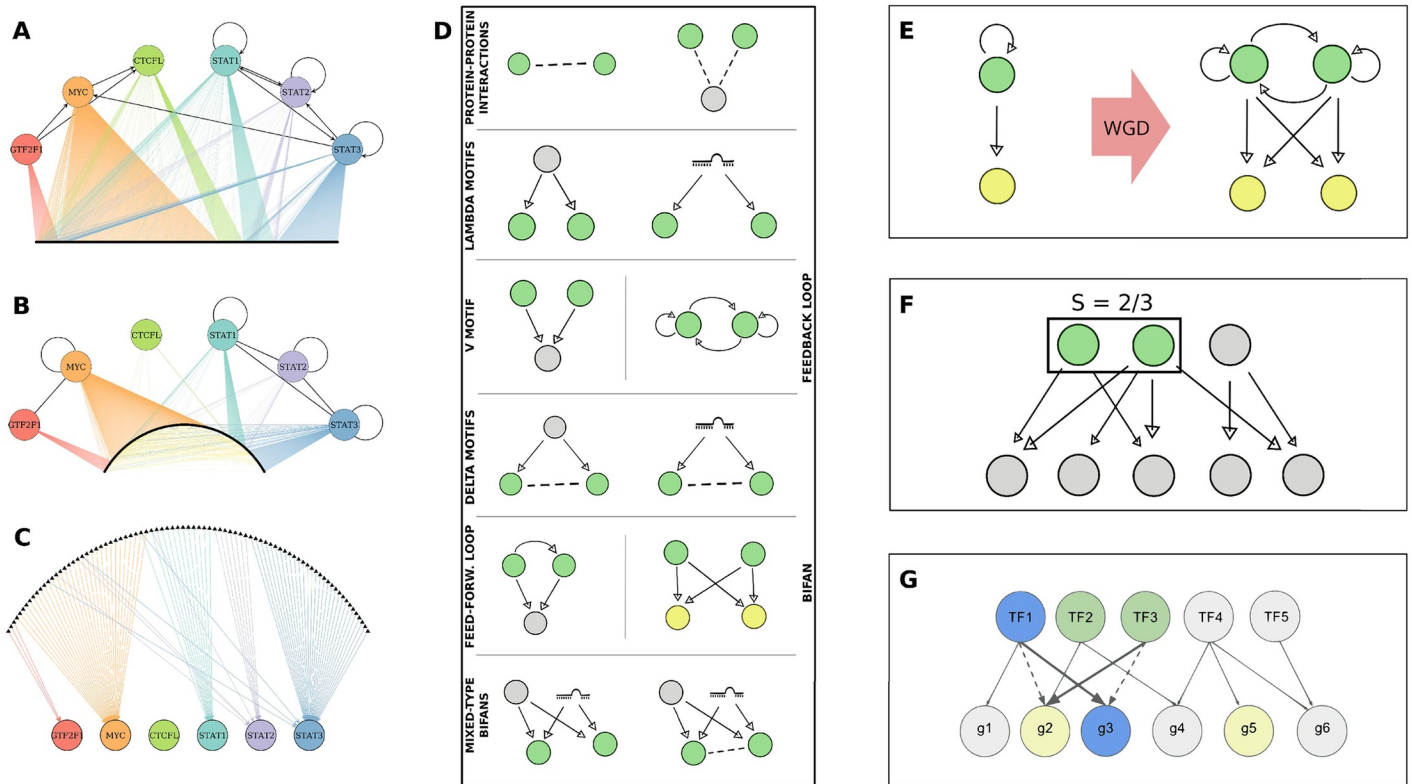 A
GTF2F1
MYC
CTCFL
STAT1
STAT2
STAT3
B
GTF2F1
MYC
CTCFL
STAT1
STAT2
STAT3
C
GTF2F1
MYC
CTCFL
STAT1
STAT2
STAT3
D
PROTEIN-PROTEIN
INTERACTIONS
LAMBDA MOTIFS
V MOTIF
FEEDBACK LOOP
DELTA MOTIFS
FEED-FORW. LOOP
BIFAN
MIXED-TYPE
BIFANS
E
WGD
F
S = 2/3
G
TF1 TF2 TF3 TF4 TF5
g1 g2 g3 g4 g5 g6